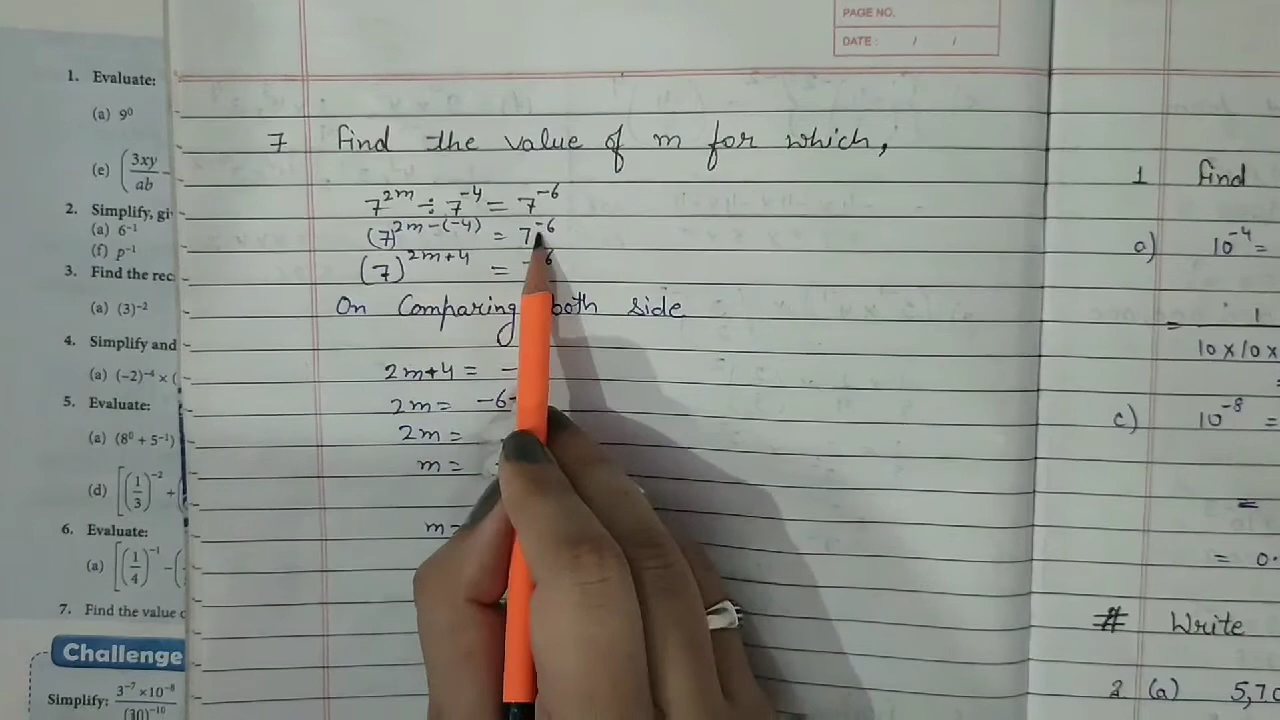 PAGE NO.
DATE : / /
1. Evaluate:
(a) 9⁰
(e) (3xy/ab
2. Simplify, gi
(a) 6⁻¹
(f) p⁻¹
3. Find the rec
(a) (3)⁻²
4. Simplify and
(a) (−2)⁻⁴ × (
5. Evaluate:
(a) (8⁰ + 5⁻¹)
(d) [(1/3)⁻² +
6. Evaluate:
(a) [(1/4)⁻¹ − (
7. Find the value
Challenge
Simplify: 3⁻⁷ × 10⁻⁸
(30)⁻¹⁰
7 Find the value of m for which,
7²ᵐ ÷ 7⁻⁴ = 7⁻⁶
(7)²ᵐ⁻⁽⁻⁴⁾ = 7⁻⁶
(7)²ᵐ⁺⁴ = ⁻⁶
On Comparing both side
2m+4 = -
2m = -6-
2m =
m =
m =
1 find
a) 10⁻⁴ =
= 1
10 x 10 x
c) 10⁻⁸ =
=
= 0.
# Write
2 (a) 5,70